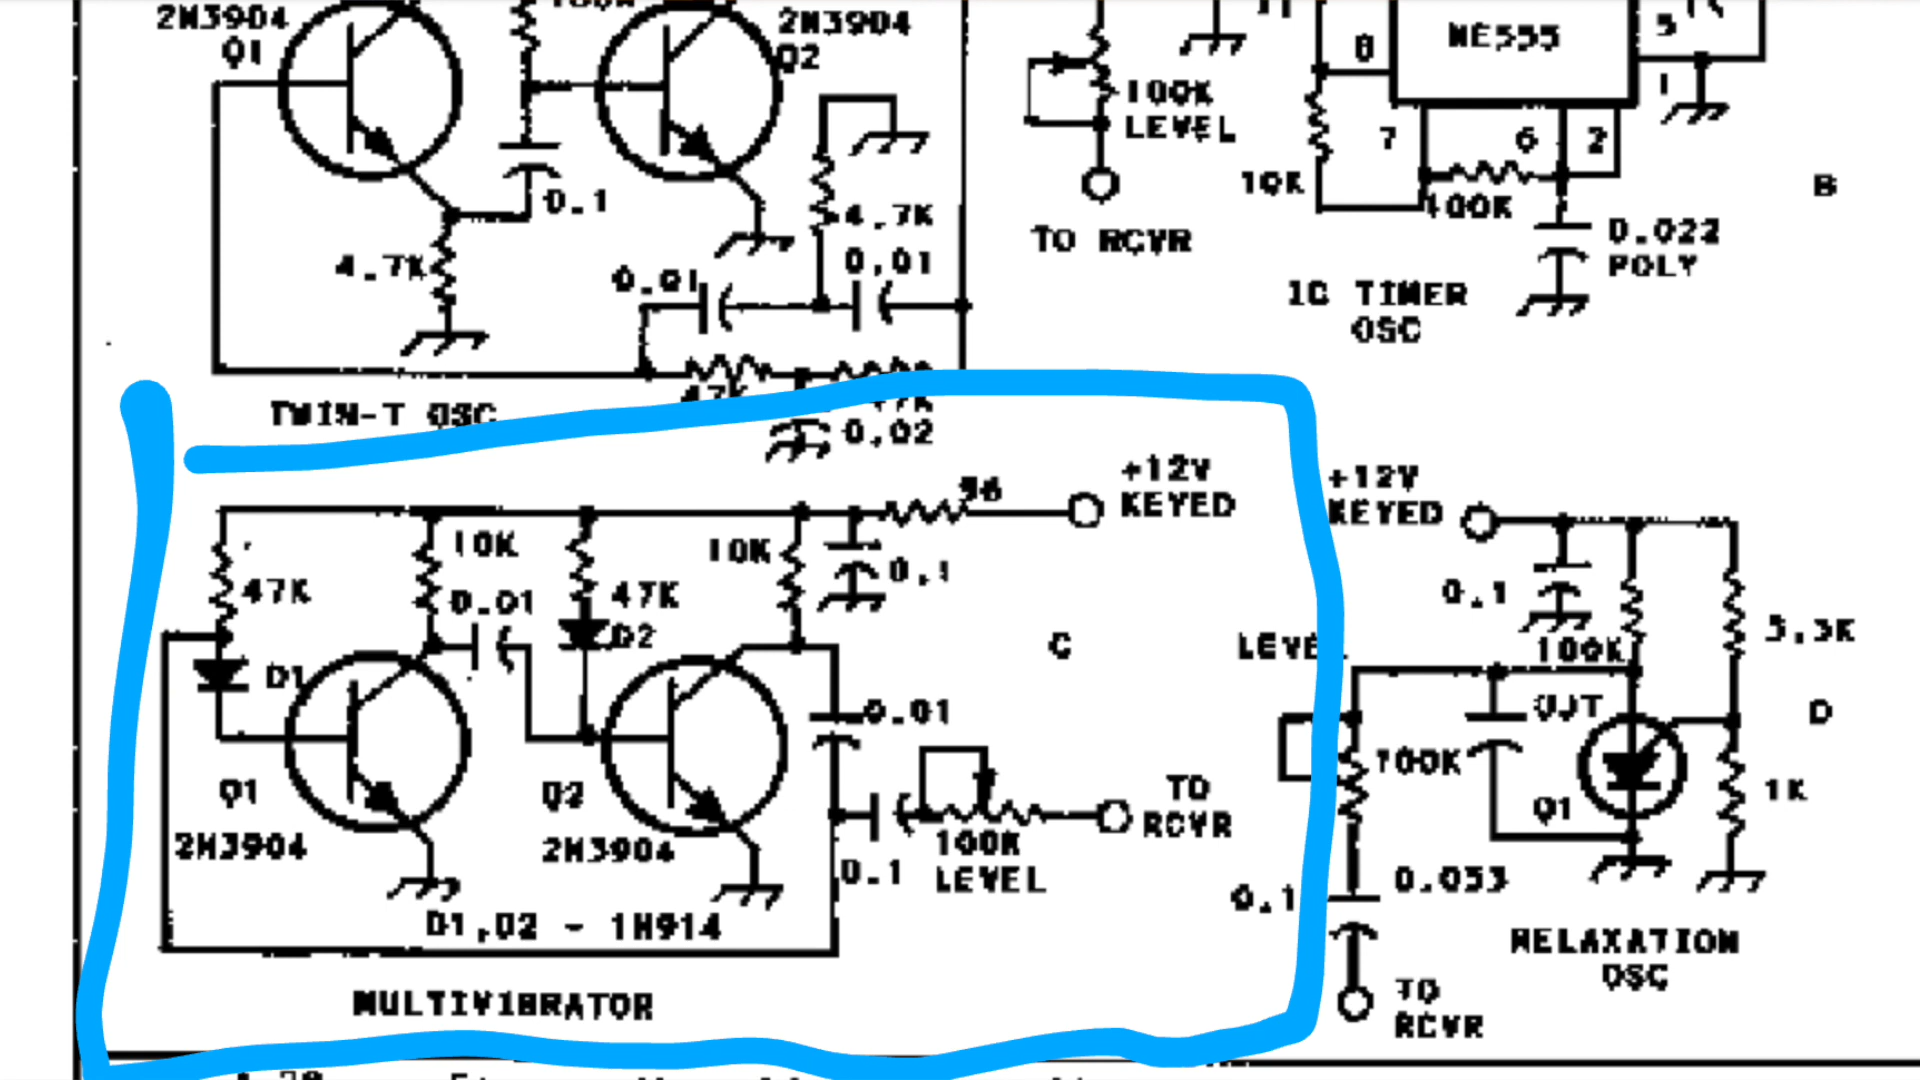 2N3904
Q1
2N3904
Q2
0.1
4.7K
4.7K
0.01
0.01
47K
0.02
TWIN-T OSC
100K
LEVEL
TO RCVR
NE555
8
5
1
7
6
2
10K
100K
0.022
POLY
IC TIMER
OSC
B
+12V
KEYED
56
10K
10K
0.1
47K
0.01
47K
D2
D1
C
0.01
Q1
2N3904
Q2
2N3904
0.1
100K
LEVEL
TO
RCVR
D1,D2 - 1N914
MULTIVIBRATOR
+12V
KEYED
0.1
100K
3.3K
LEVEL
UJT
D
100K
Q1
1K
0.033
0.1
RELAXATION
OSC
TO
RCVR